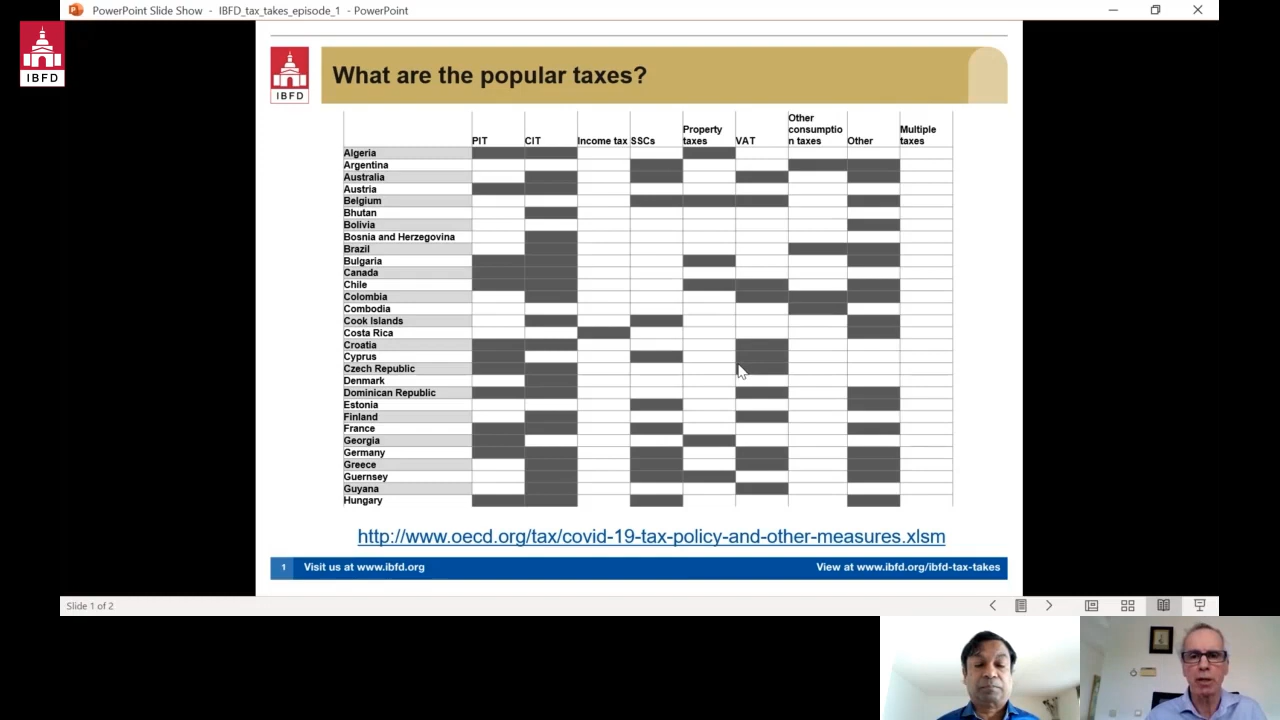 PowerPoint Slide Show - IBFD_tax_takes_episode_1 - PowerPoint
IBFD
IBFD
What are the popular taxes?
PIT CIT Income tax SSCs Property taxes VAT Other consumptio n taxes Other Multiple taxes
Algeria
Argentina
Australia
Austria
Belgium
Bhutan
Bolivia
Bosnia and Herzegovina
Brazil
Bulgaria
Canada
Chile
Colombia
Combodia
Cook Islands
Costa Rica
Croatia
Cyprus
Czech Republic
Denmark
Dominican Republic
Estonia
Finland
France
Georgia
Germany
Greece
Guernsey
Guyana
Hungary
http://www.oecd.org/tax/covid-19-tax-policy-and-other-measures.xlsm
1 Visit us at www.ibfd.org View at www.ibfd.org/ibfd-tax-takes
Slide 1 of 2